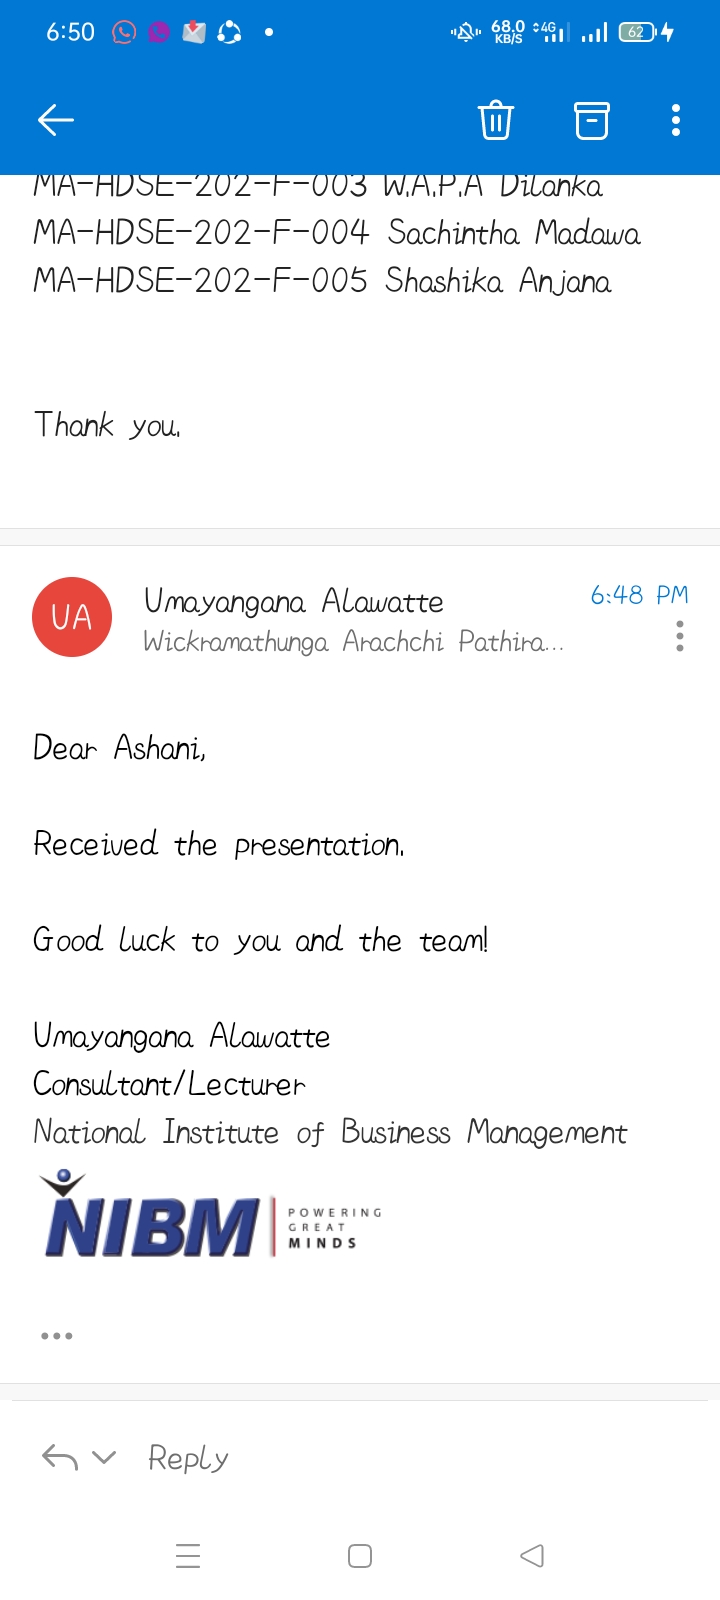 6:50 68.0 KB/S 4G 62
MA-HDSE-202-F-003 W.A.P.A Dilanka
MA-HDSE-202-F-004 Sachintha Madawa
MA-HDSE-202-F-005 Shashika Anjana
Thank you.
UA
Umayangana Alawatte
6:48 PM
Wickramathunga Arachchi Pathira...
Dear Ashani,
Received the presentation.
Good luck to you and the team!
Umayangana Alawatte
Consultant/Lecturer
National Institute of Business Management
NIBM
POWERING
GREAT
MINDS
Reply